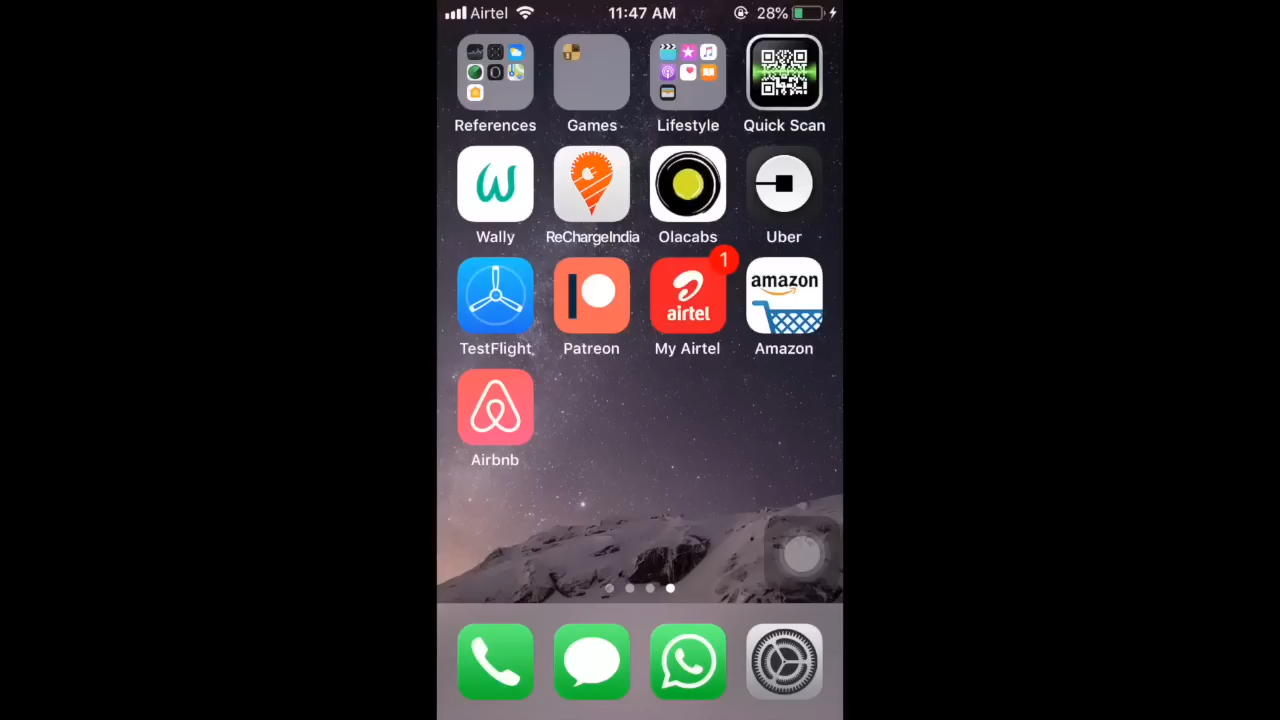 Airtel 11:47 AM 28%
References Games Lifestyle Quick Scan
Wally ReChargeIndia Olacabs Uber
1
airtel
amazon
TestFlight Patreon My Airtel Amazon
Airbnb